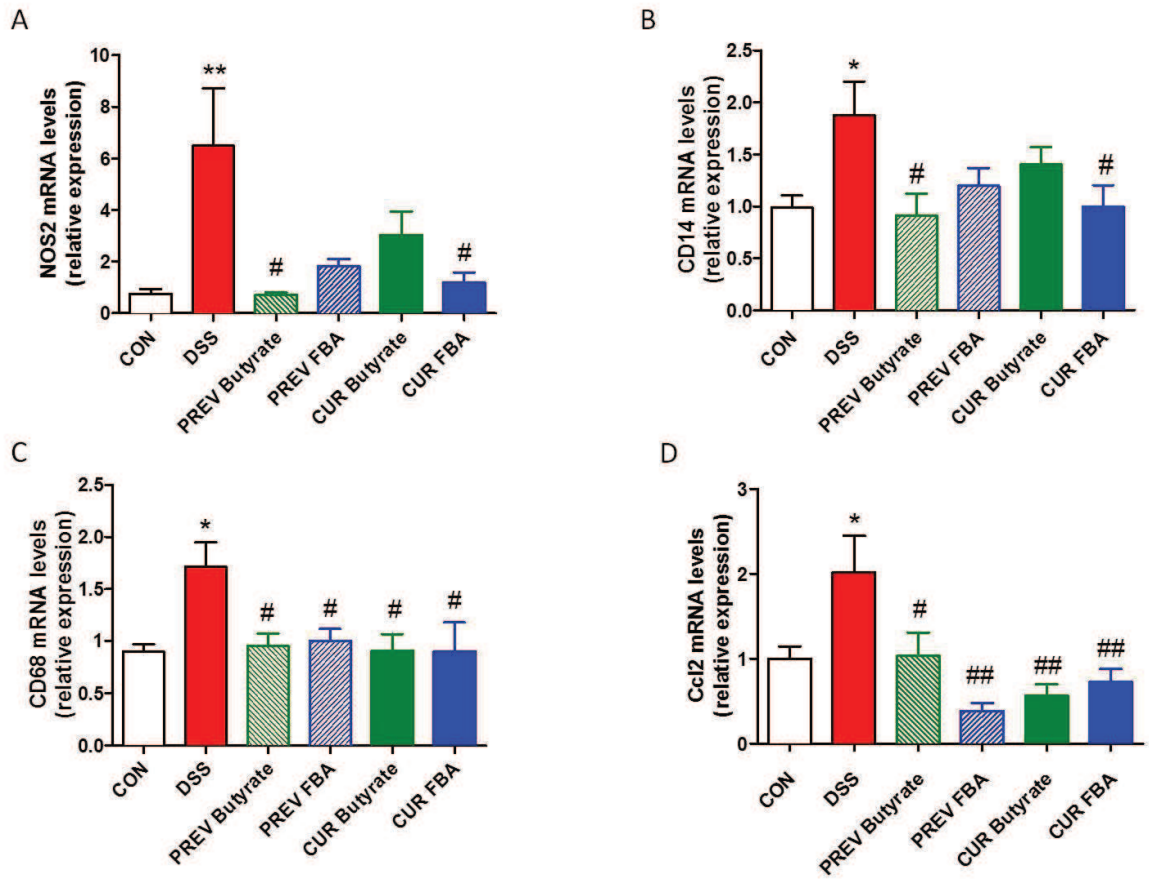 A
NOS2 mRNA levels
(relative expression)
10
8
6
4
2
0
**
#
#
CON
DSS
PREV Butyrate
PREV FBA
CUR Butyrate
CUR FBA
B
CD14 mRNA levels
(relative expression)
2.5
2.0
1.5
1.0
0.5
0.0
*
#
#
CON
DSS
PREV Butyrate
PREV FBA
CUR Butyrate
CUR FBA
C
CD68 mRNA levels
(relative expression)
2.5
2.0
1.5
1.0
0.5
0.0
*
#
#
#
#
CON
DSS
PREV Butyrate
PREV FBA
CUR Butyrate
CUR FBA
D
Ccl2 mRNA levels
(relative expression)
3
2
1
0
*
#
##
##
##
CON
DSS
PREV Butyrate
PREV FBA
CUR Butyrate
CUR FBA